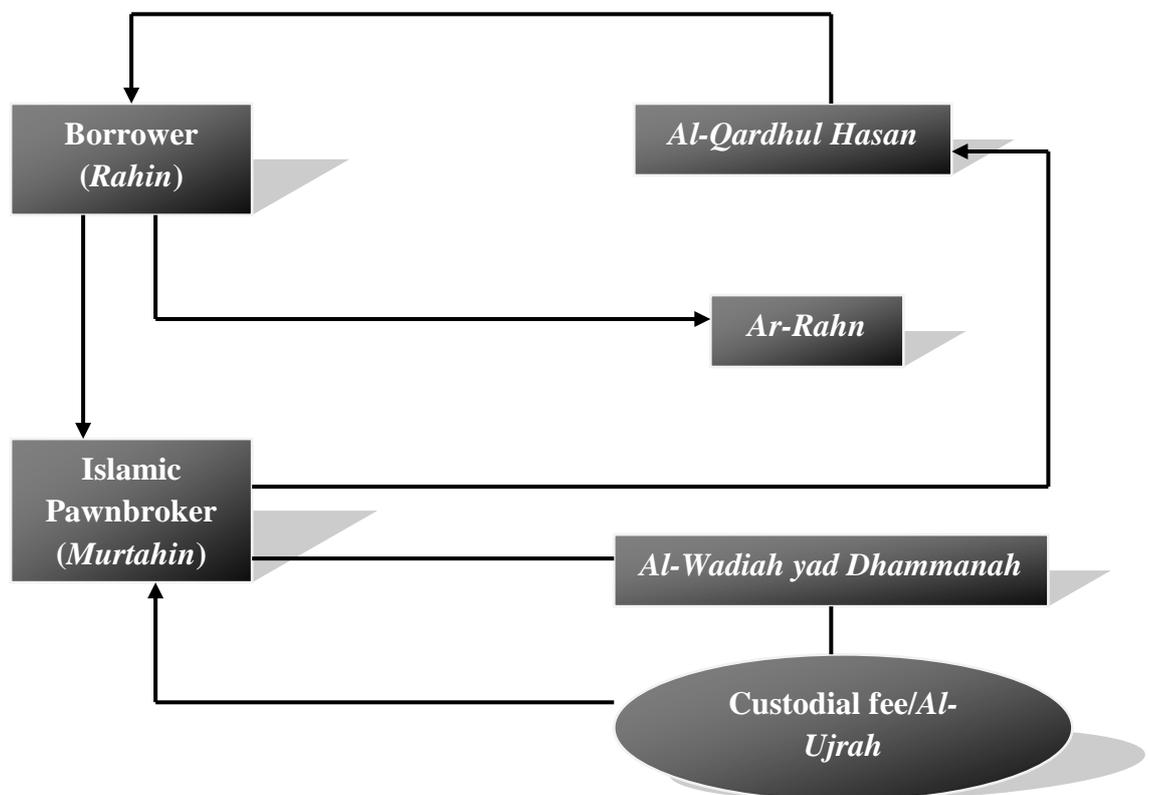 Borrower
(Rahin)
Al-Qardhul Hasan
Ar-Rahn
Islamic
Pawnbroker
(Murtahin)
Al-Wadiah yad Dhammanah
Custodial fee/Al-
Ujrah